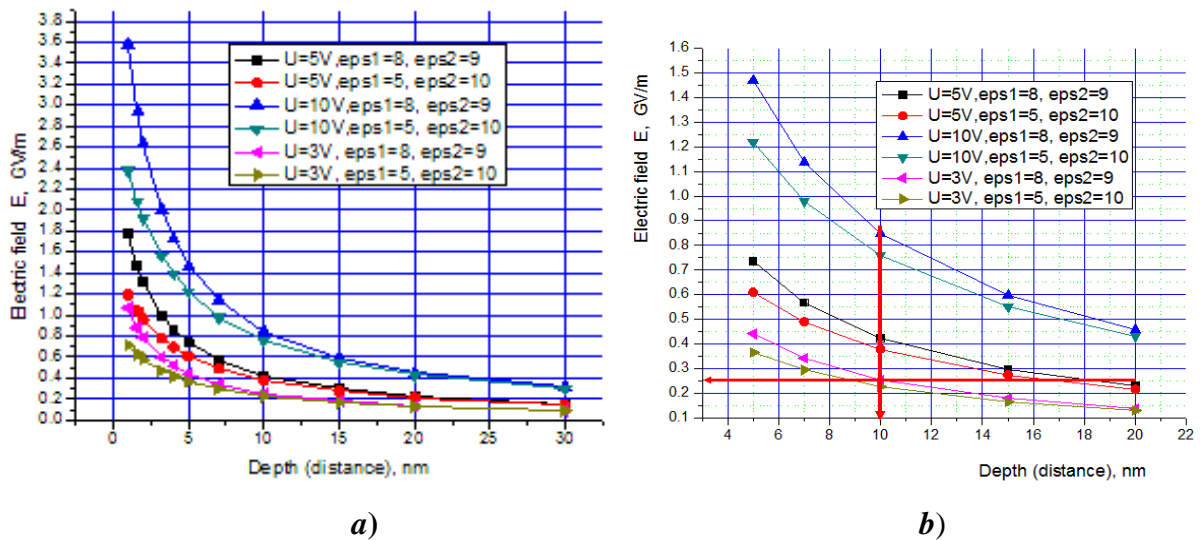 Electric field E, GV/m
3.8
3.6
3.4
3.2
3.0
2.8
2.6
2.4
2.2
2.0
1.8
1.6
1.4
1.2
1.0
0.8
0.6
0.4
0.2
0.0
U=5V,eps1=8, eps2=9
U=5V,eps1=5, eps2=10
U=10V,eps1=8, eps2=9
U=10V,eps1=5, eps2=10
U=3V, eps1=8, eps2=9
U=3V, eps1=5, eps2=10
0 5 10 15 20 25 30
Depth (distance), nm
a)
Electric field E, GV/m
1.6
1.5
1.4
1.3
1.2
1.1
1.0
0.9
0.8
0.7
0.6
0.5
0.4
0.3
0.2
0.1
U=5V,eps1=8, eps2=9
U=5V,eps1=5, eps2=10
U=10V,eps1=8, eps2=9
U=10V,eps1=5, eps2=10
U=3V, eps1=8, eps2=9
U=3V, eps1=5, eps2=10
4 6 8 10 12 14 16 18 20 22
Depth (distance), nm
b)